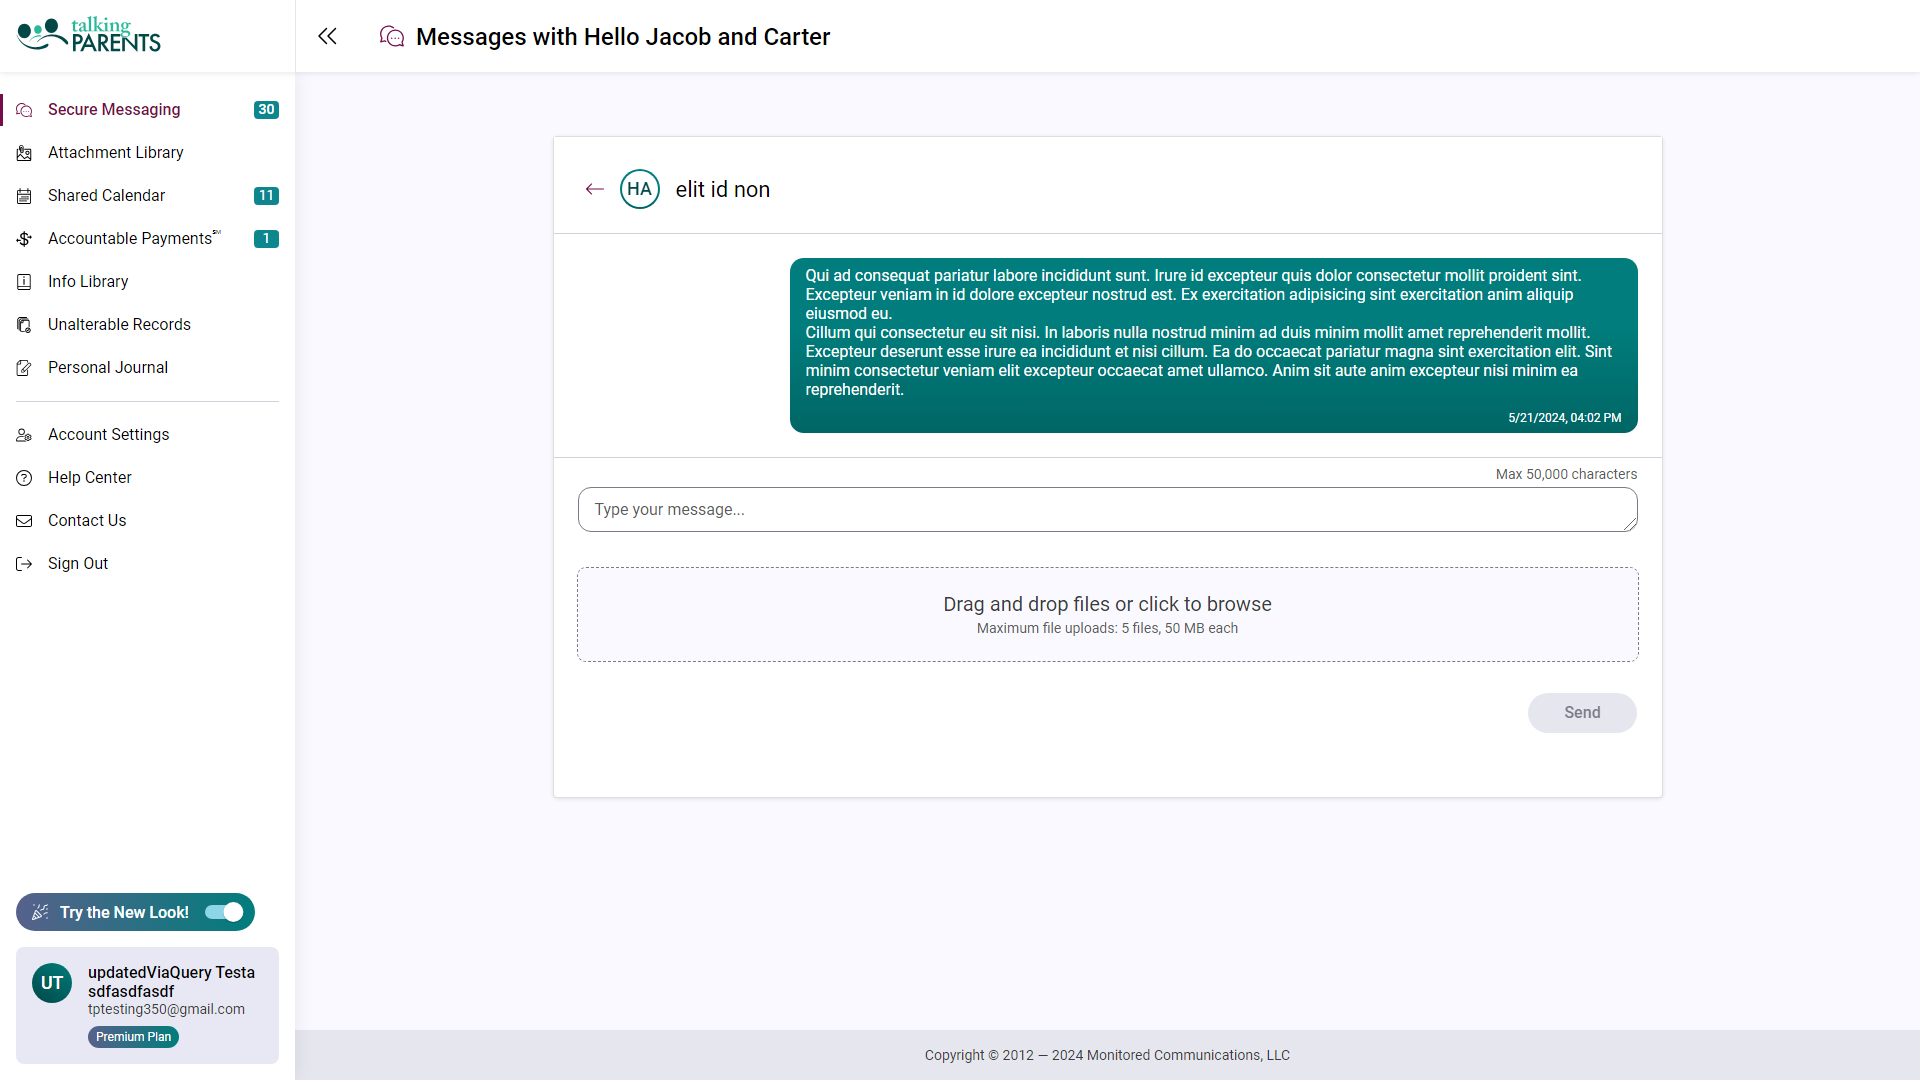 talking
PARENTS
Messages with Hello Jacob and Carter
Secure Messaging 30
Attachment Library
Shared Calendar 11
Accountable Payments℠ 1
Info Library
Unalterable Records
Personal Journal
Account Settings
Help Center
Contact Us
Sign Out
Try the New Look!
UT
updatedViaQuery Testa
sdfasdfasdf
tptesting350@gmail.com
Premium Plan
HA elit id non
Qui ad consequat pariatur labore incididunt sunt. Irure id excepteur quis dolor consectetur mollit proident sint.
Excepteur veniam in id dolore excepteur nostrud est. Ex exercitation adipisicing sint exercitation anim aliquip
eiusmod eu.
Cillum qui consectetur eu sit nisi. In laboris nulla nostrud minim ad duis minim mollit amet reprehenderit mollit.
Excepteur deserunt esse irure ea incididunt et nisi cillum. Ea do occaecat pariatur magna sint exercitation elit. Sint
minim consectetur veniam elit excepteur occaecat amet ullamco. Anim sit aute anim excepteur nisi minim ea
reprehenderit.
5/21/2024, 04:02 PM
Max 50,000 characters
Type your message...
Drag and drop files or click to browse
Maximum file uploads: 5 files, 50 MB each
Send
Copyright © 2012 — 2024 Monitored Communications, LLC